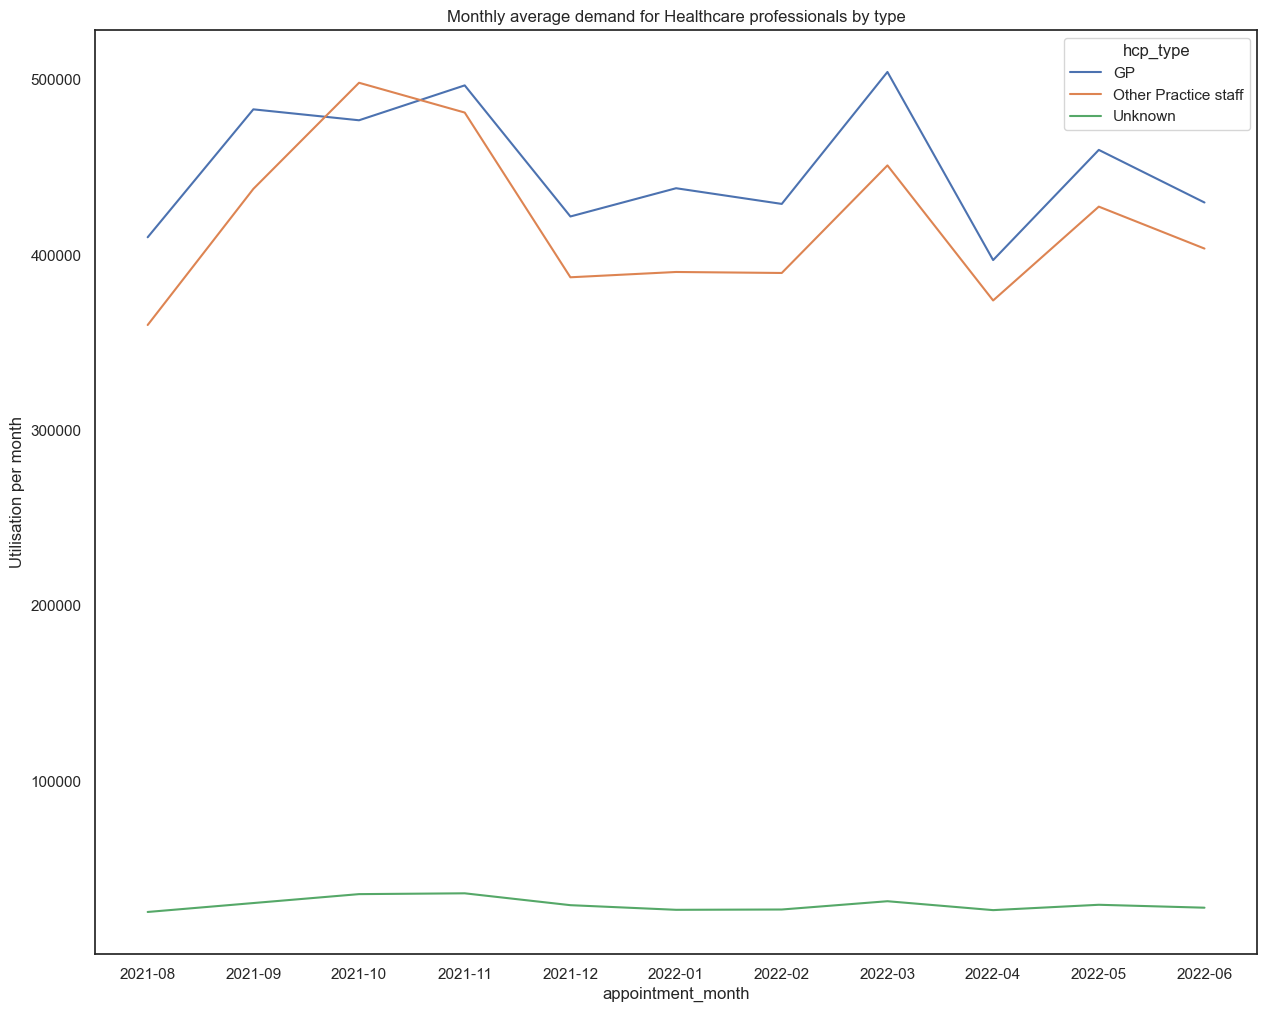 Monthly average demand for Healthcare professionals by type
hcp_type
GP
Other Practice staff
Unknown
Utilisation per month
500000
400000
300000
200000
100000
2021-08 2021-09 2021-10 2021-11 2021-12 2022-01 2022-02 2022-03 2022-04 2022-05 2022-06
appointment_month